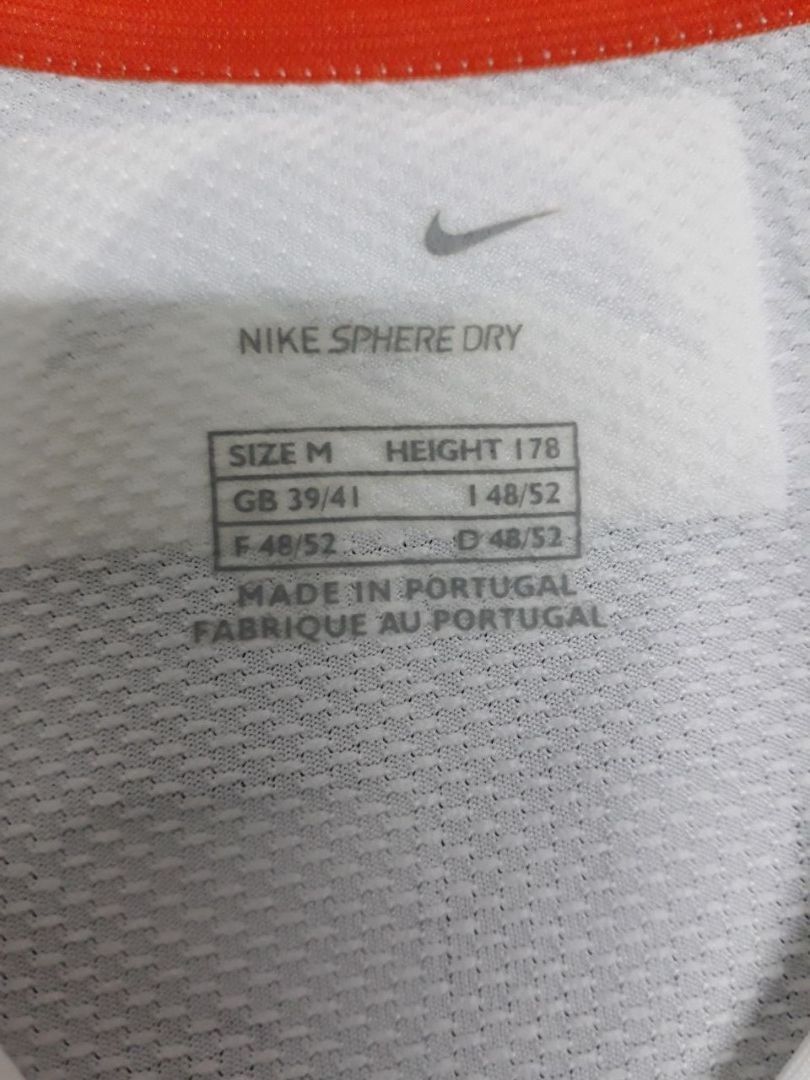 NIKE SPHERE DRY
SIZE M HEIGHT 178
GB 39/41 I 48/52
F 48/52 D 48/52
MADE IN PORTUGAL
FABRIQUE AU PORTUGAL